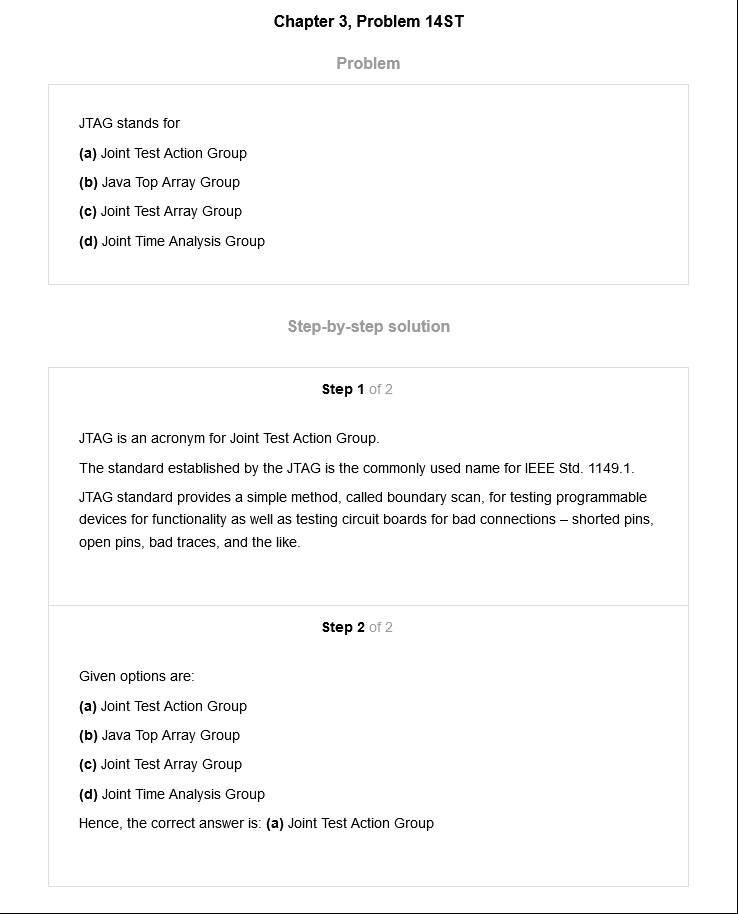 Chapter 3, Problem 14ST
Problem
JTAG stands for
(a) Joint Test Action Group
(b) Java Top Array Group
(c) Joint Test Array Group
(d) Joint Time Analysis Group
Step-by-step solution
Step 1 of 2
JTAG is an acronym for Joint Test Action Group.
The standard established by the JTAG is the commonly used name for IEEE Std. 1149.1.
JTAG standard provides a simple method, called boundary scan, for testing programmable
devices for functionality as well as testing circuit boards for bad connections – shorted pins,
open pins, bad traces, and the like.
Step 2 of 2
Given options are:
(a) Joint Test Action Group
(b) Java Top Array Group
(c) Joint Test Array Group
(d) Joint Time Analysis Group
Hence, the correct answer is: (a) Joint Test Action Group